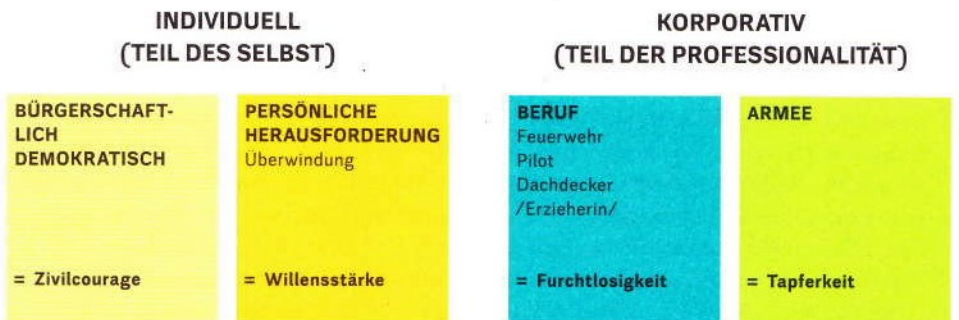 INDIVIDUELL
(TEIL DES SELBST)
KORPORATIV
(TEIL DER PROFESSIONALITÄT)
BÜRGERSCHAFT-
LICH
DEMOKRATISCH
= Zivilcourage
PERSÖNLICHE
HERAUSFORDERUNG
Überwindung
= Willensstärke
BERUF
Feuerwehr
Pilot
Dachdecker
/Erzieherin/
= Furchtlosigkeit
ARMEE
= Tapferkeit